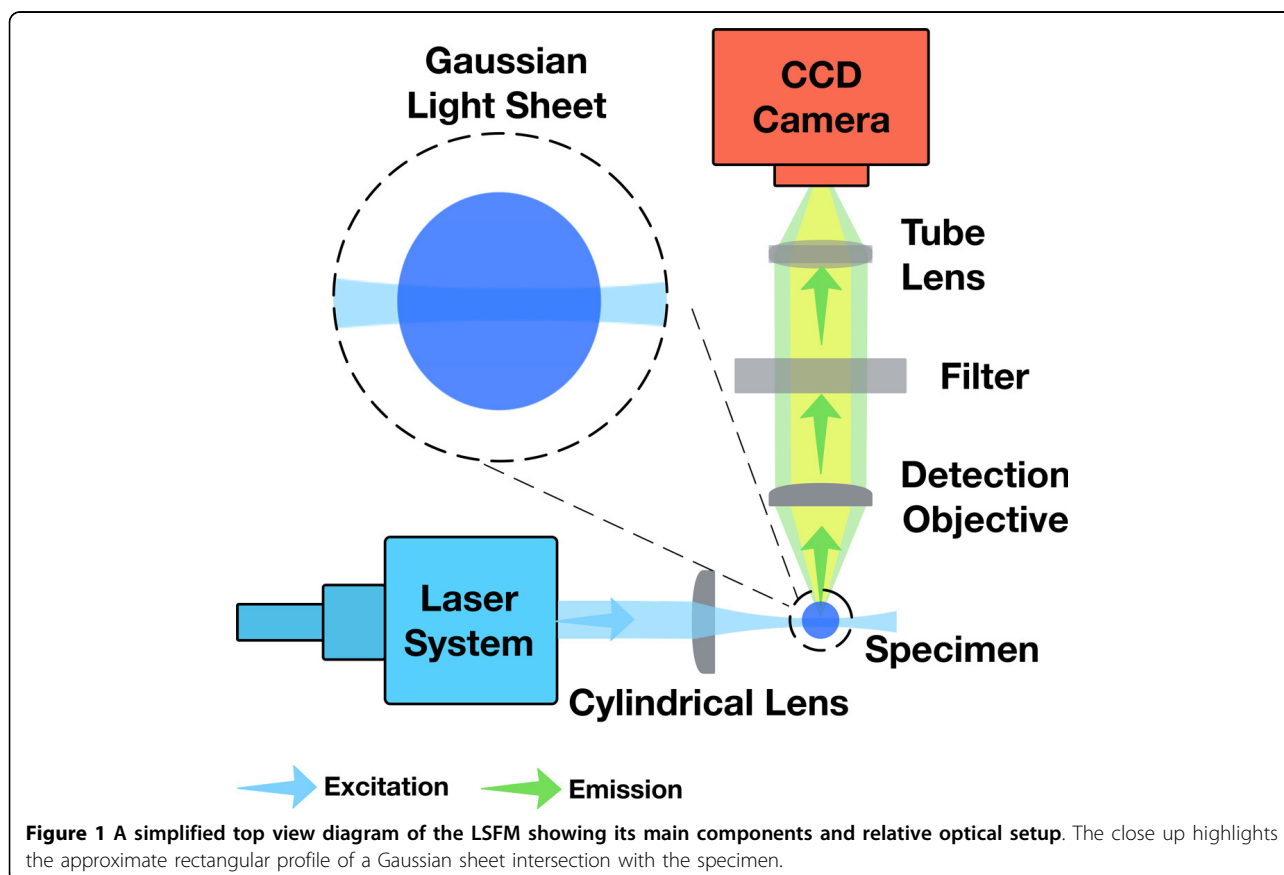 Gaussian
Light Sheet
CCD
Camera
Tube
Lens
Filter
Detection
Objective
Laser
System
Specimen
Cylindrical Lens
Excitation
Emission
Figure 1 A simplified top view diagram of the LSFM showing its main components and relative optical setup. The close up highlights
the approximate rectangular profile of a Gaussian sheet intersection with the specimen.